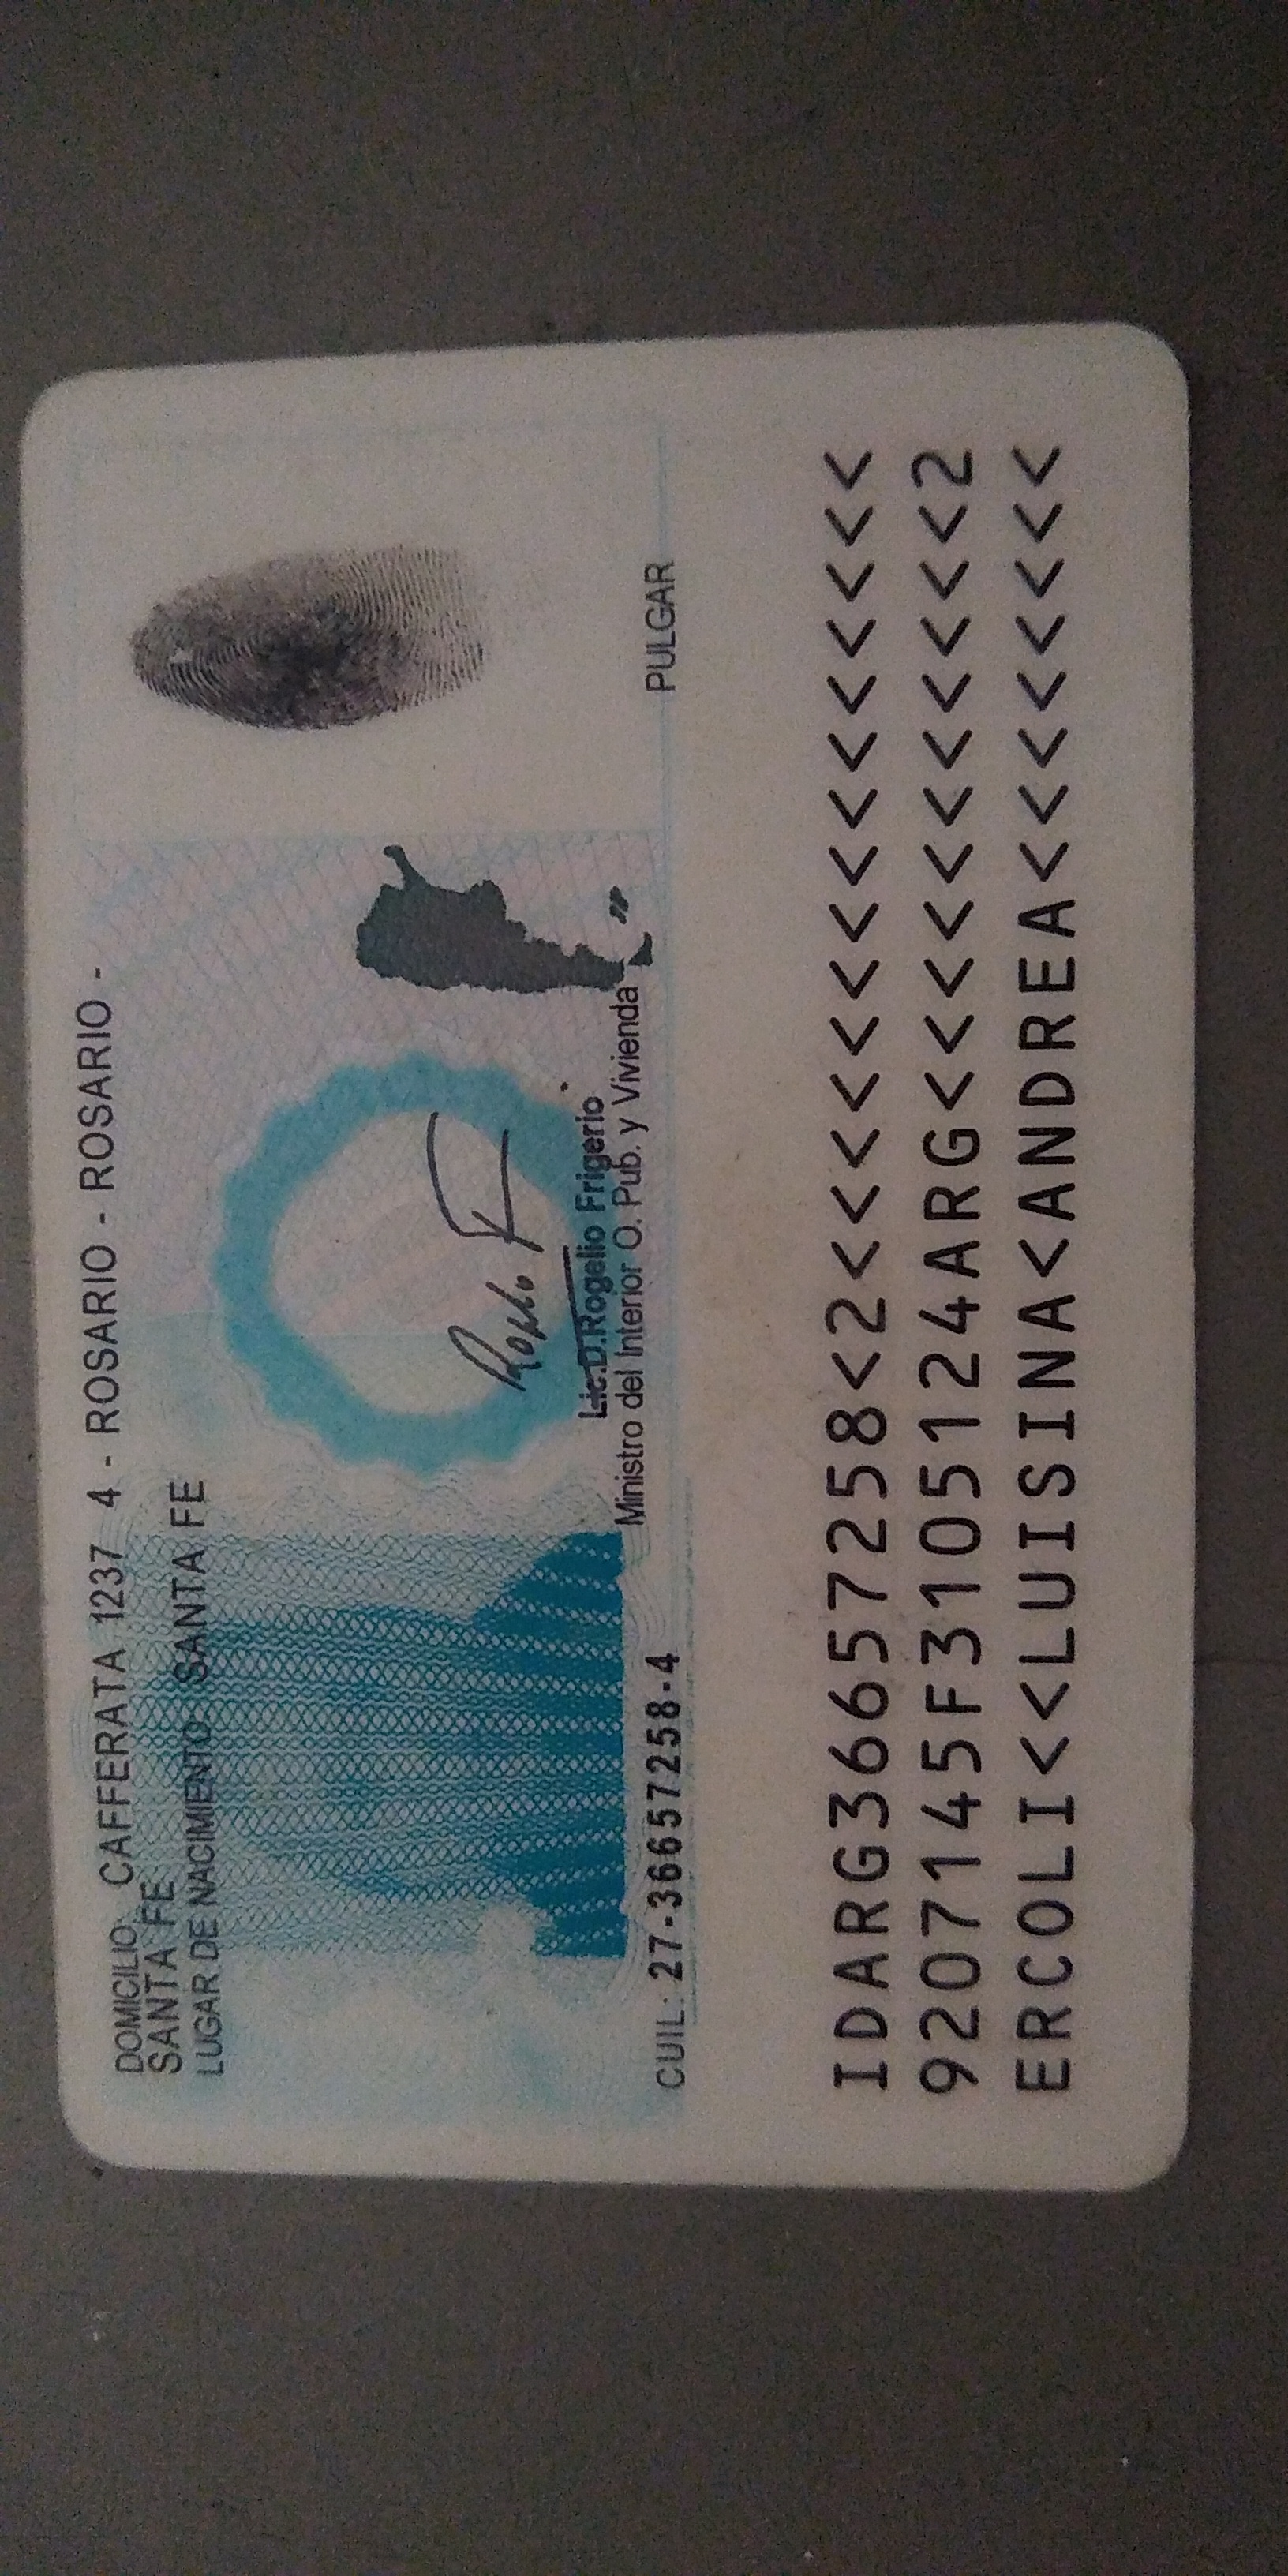 DOMICILIO: CAFFERATA 1237 4 - ROSARIO - ROSARIO -
SANTA FE
LUGAR DE NACIMIENTO: SANTA FE
Lic.D.Rogelio Frigerio
Ministro del Interior O. Pub. y Vivienda
CUIL: 27-36657258-4
PULGAR
IDARG36657258<2<<<<<<<<<<<<<<<
9207145F3105124ARG<<<<<<<<<<<2
ERCOLI<<LUISINA<ANDREA<<<<<<<<